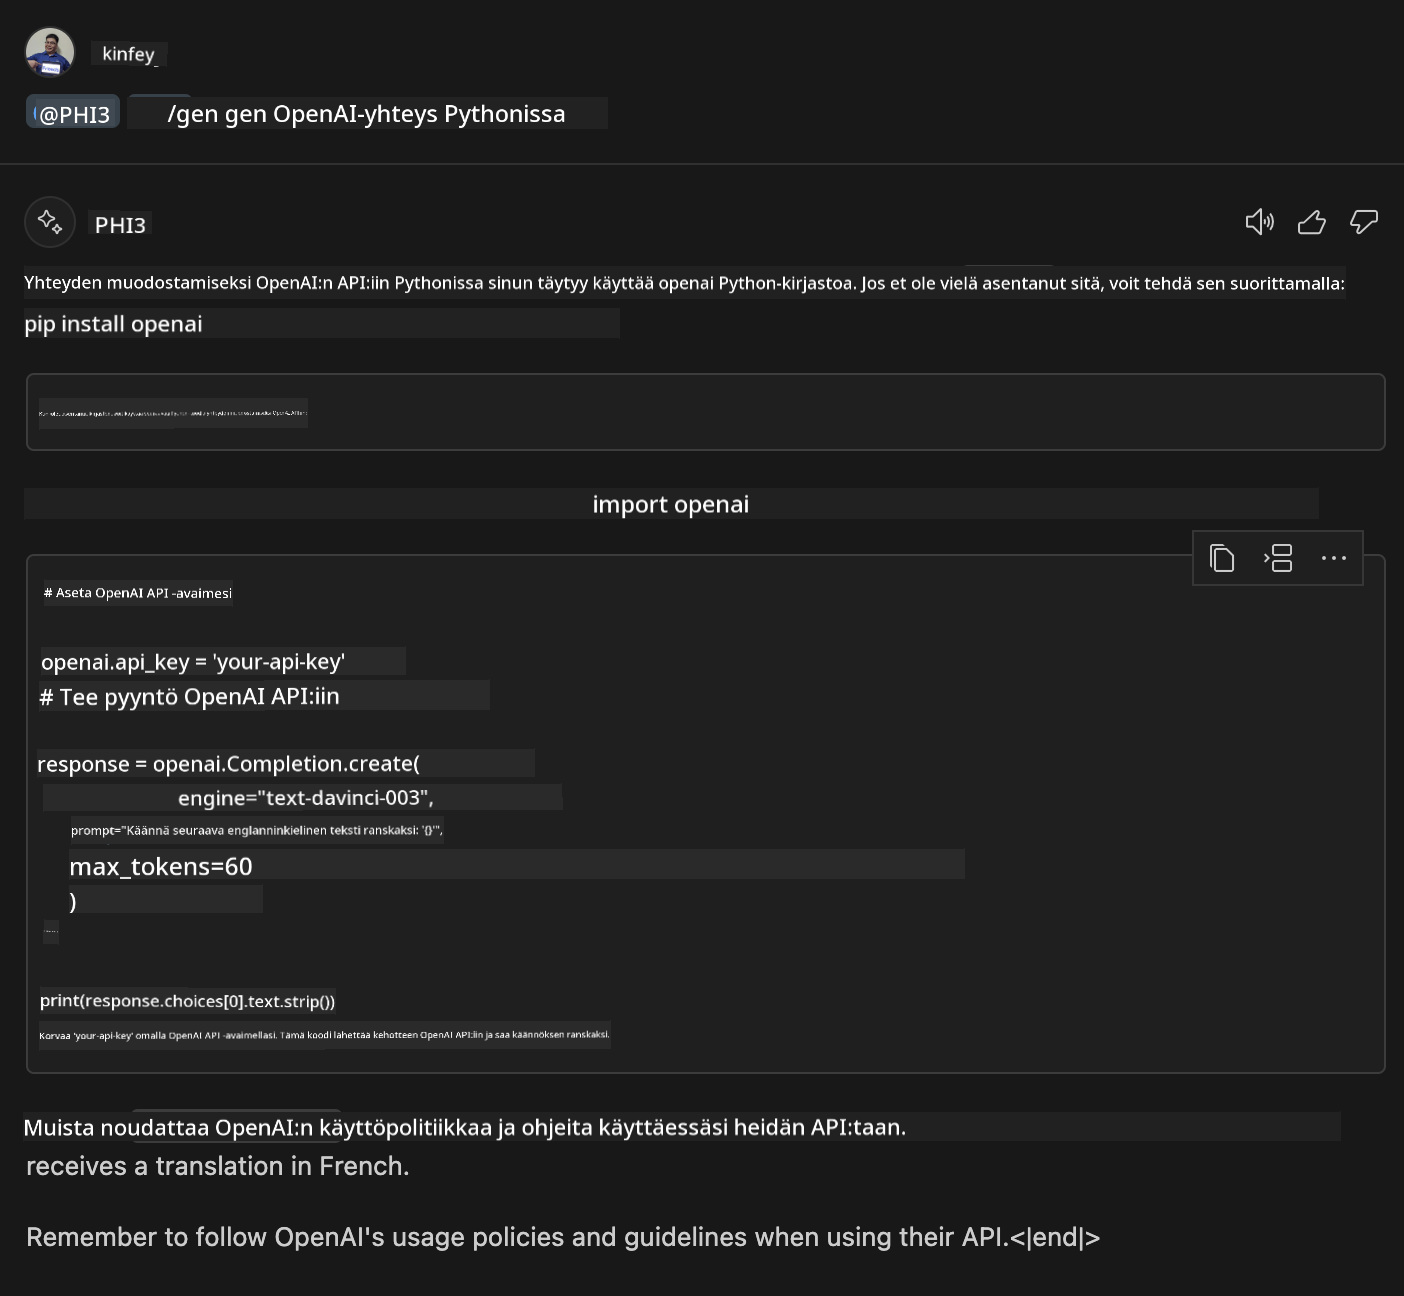 kinfey_
@PHI3 /gen gen OpenAI-yhteys Pythonissa
PHI3
Yhteyden muodostamiseksi OpenAI:n API:iin Pythonissa sinun täytyy käyttää openai Python-kirjastoa. Jos et ole vielä asentanut sitä, voit tehdä sen suorittamalla:
pip install openai
import openai
# Aseta OpenAI API -avaimesi
openai.api_key = 'your-api-key'
# Tee pyyntö OpenAI API:iin
response = openai.Completion.create(
engine="text-davinci-003",
prompt="Käännä seuraava englanninkielinen teksti ranskaksi: '{}'",
max_tokens=60
)
print(response.choices[0].text.strip())
Korvaa 'your-api-key' omalla OpenAI API -avaimellasi. Tämä koodi lähettää kehotteen OpenAI API:iin ja saa käännöksen ranskaksi.
Muista noudattaa OpenAI:n käyttöpolitiikkaa ja ohjeita käyttäessäsi heidän API:taan.
receives a translation in French.
Remember to follow OpenAI's usage policies and guidelines when using their API.<|end|>